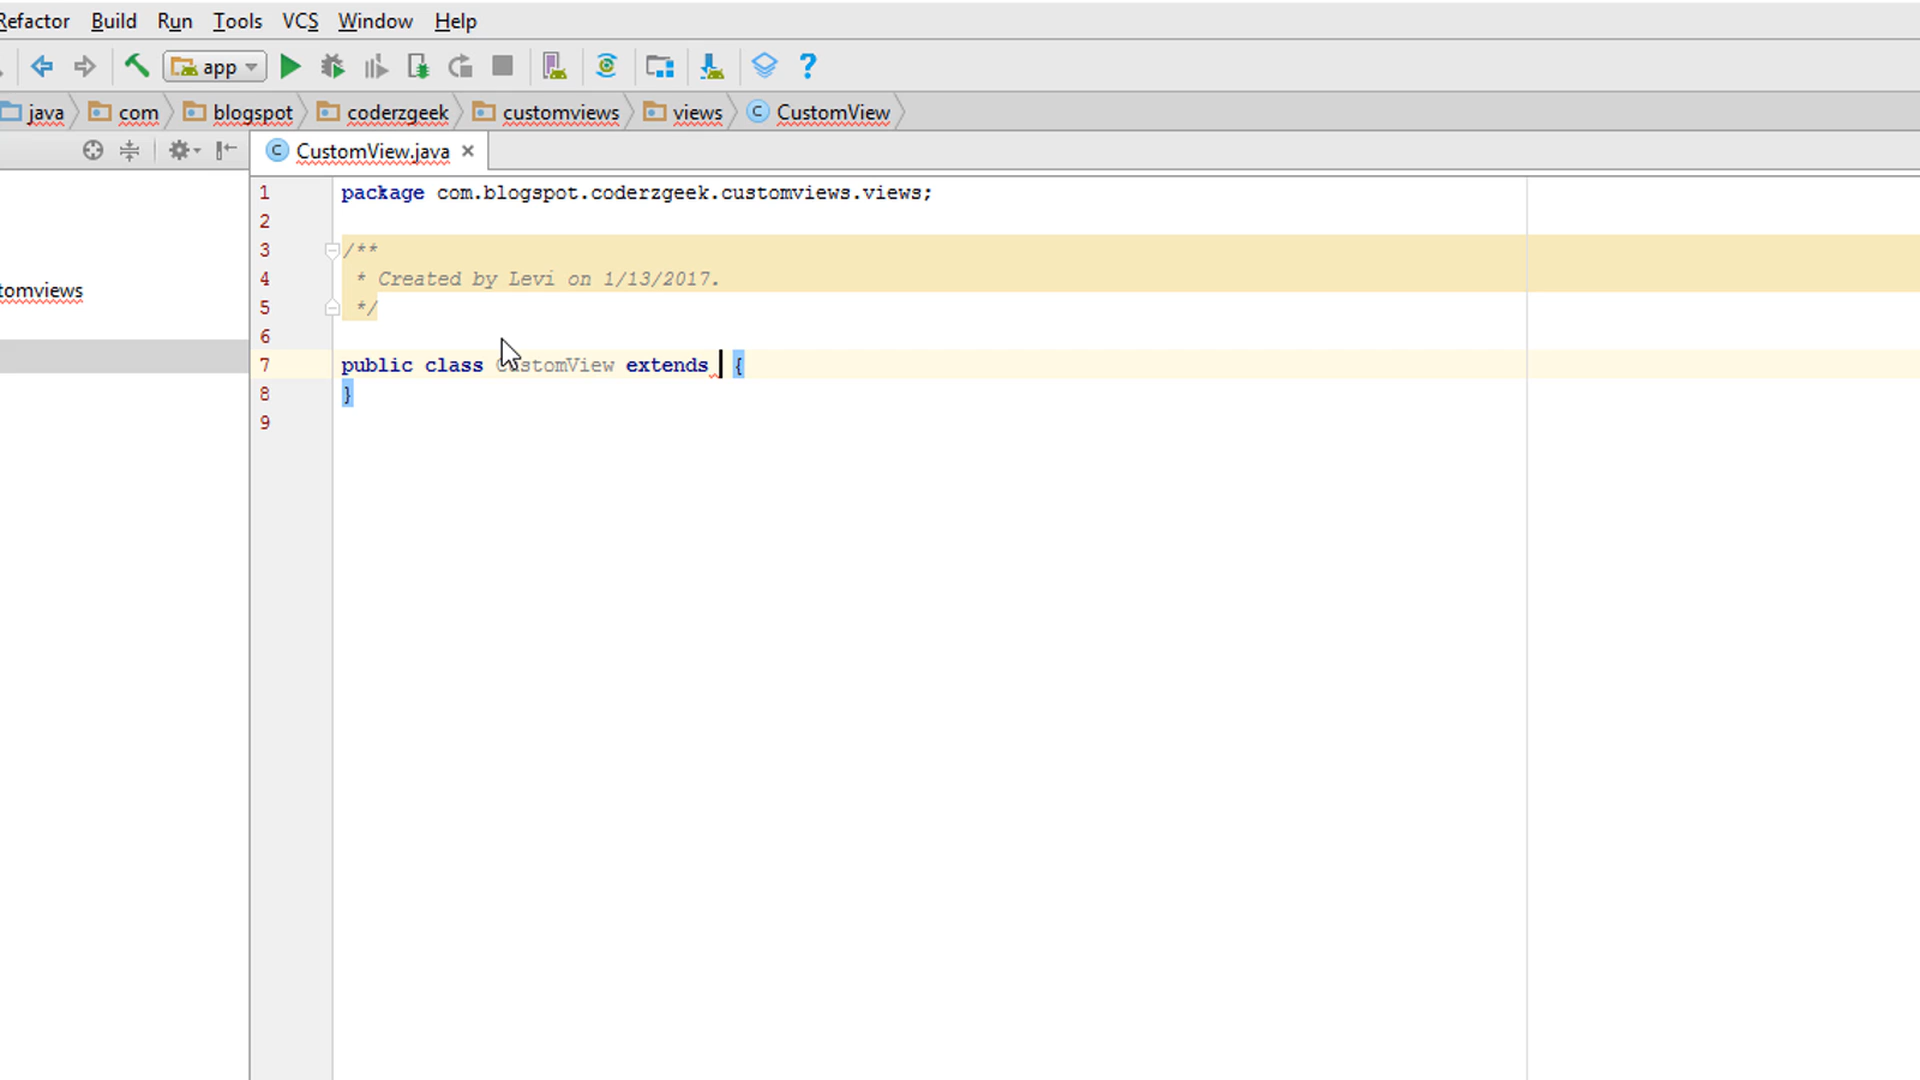 Refactor Build Run Tools VCS Window Help
app
java com blogspot coderzgeek customviews views CustomView
CustomView.java
1 package com.blogspot.coderzgeek.customviews.views;
2
3 /**
4 * Created by Levi on 1/13/2017.
tomviews
5 */
6
7 public class CustomView extends {
8 }
9